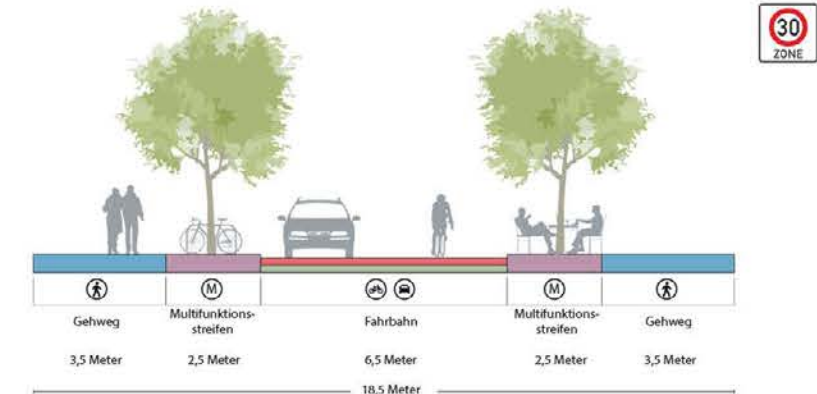 30
ZONE
M
M
Gehweg
Multifunktions-
streifen
Fahrbahn
Multifunktions-
streifen
Gehweg
3,5 Meter
2,5 Meter
6,5 Meter
2,5 Meter
3,5 Meter
18,5 Meter